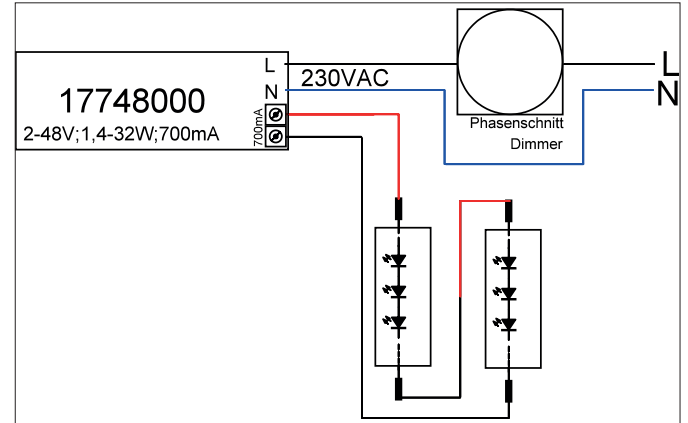 L
230VAC
L
N
N
17748000
2-48V;1,4-32W;700mA
700mA
Phasenschnitt
Dimmer